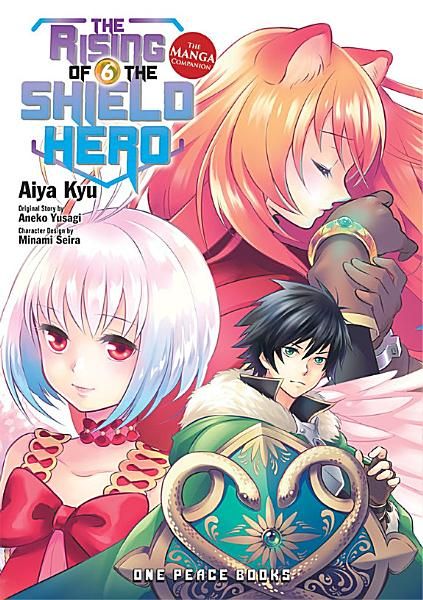 THE
RISING
OF 6 THE
SHIELD
HERO
THE
MANGA
COMPANION
Aiya Kyu
Original Story by
Aneko Yusagi
Character Design by
Minami Seira
ONE PEACE BOOKS